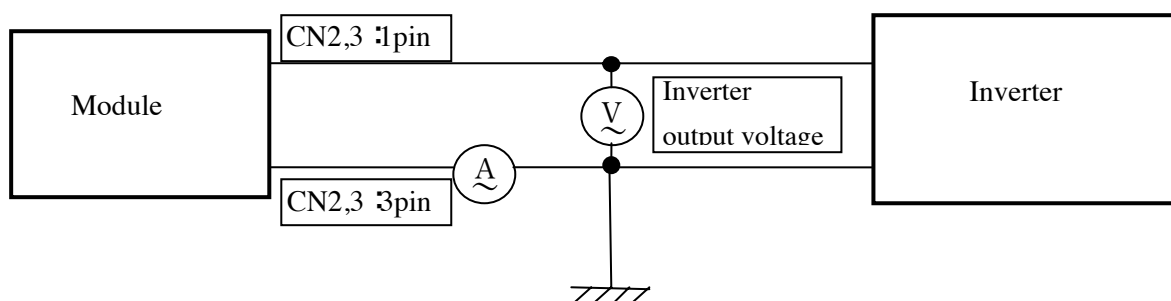 CN2,3 :1pin
Module
V
Inverter
output voltage
Inverter
A
CN2,3 :3pin